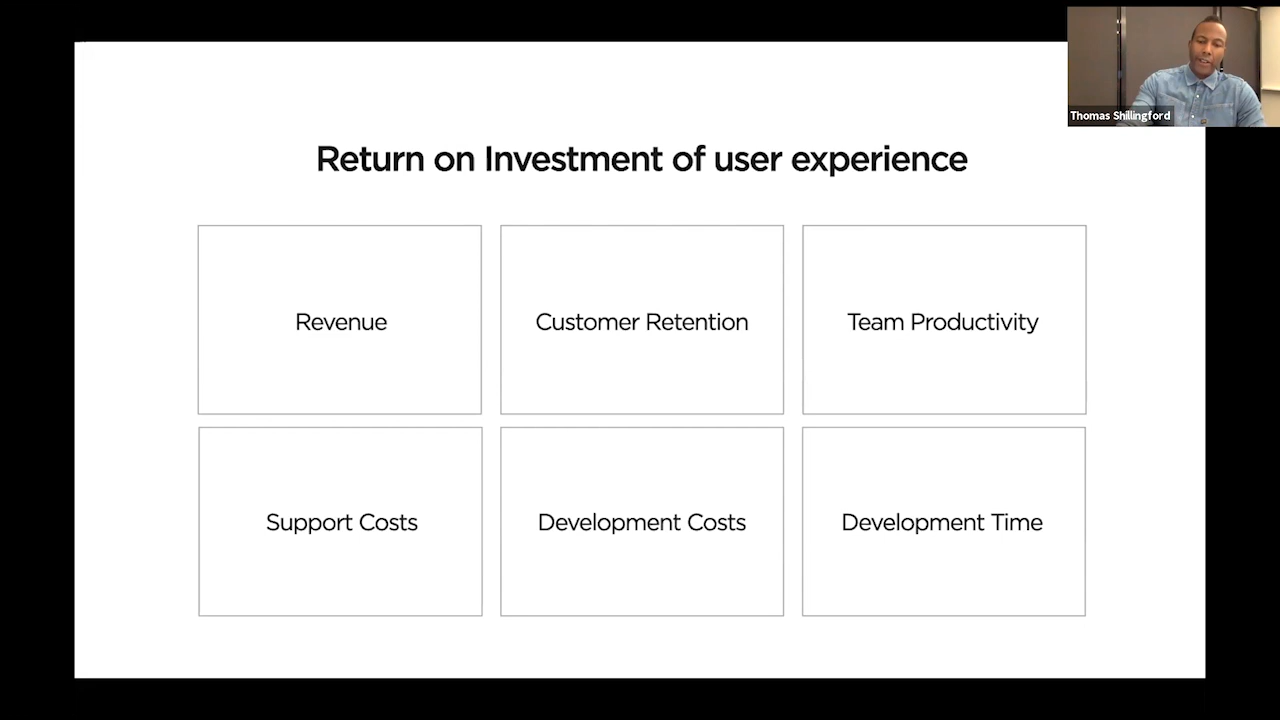 Thomas Shillingford
Return on Investment of user experience
Revenue
Customer Retention
Team Productivity
Support Costs
Development Costs
Development Time